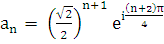 aₙ = (√2/2)ⁿ⁺¹ e^(i(n+2)π/4)